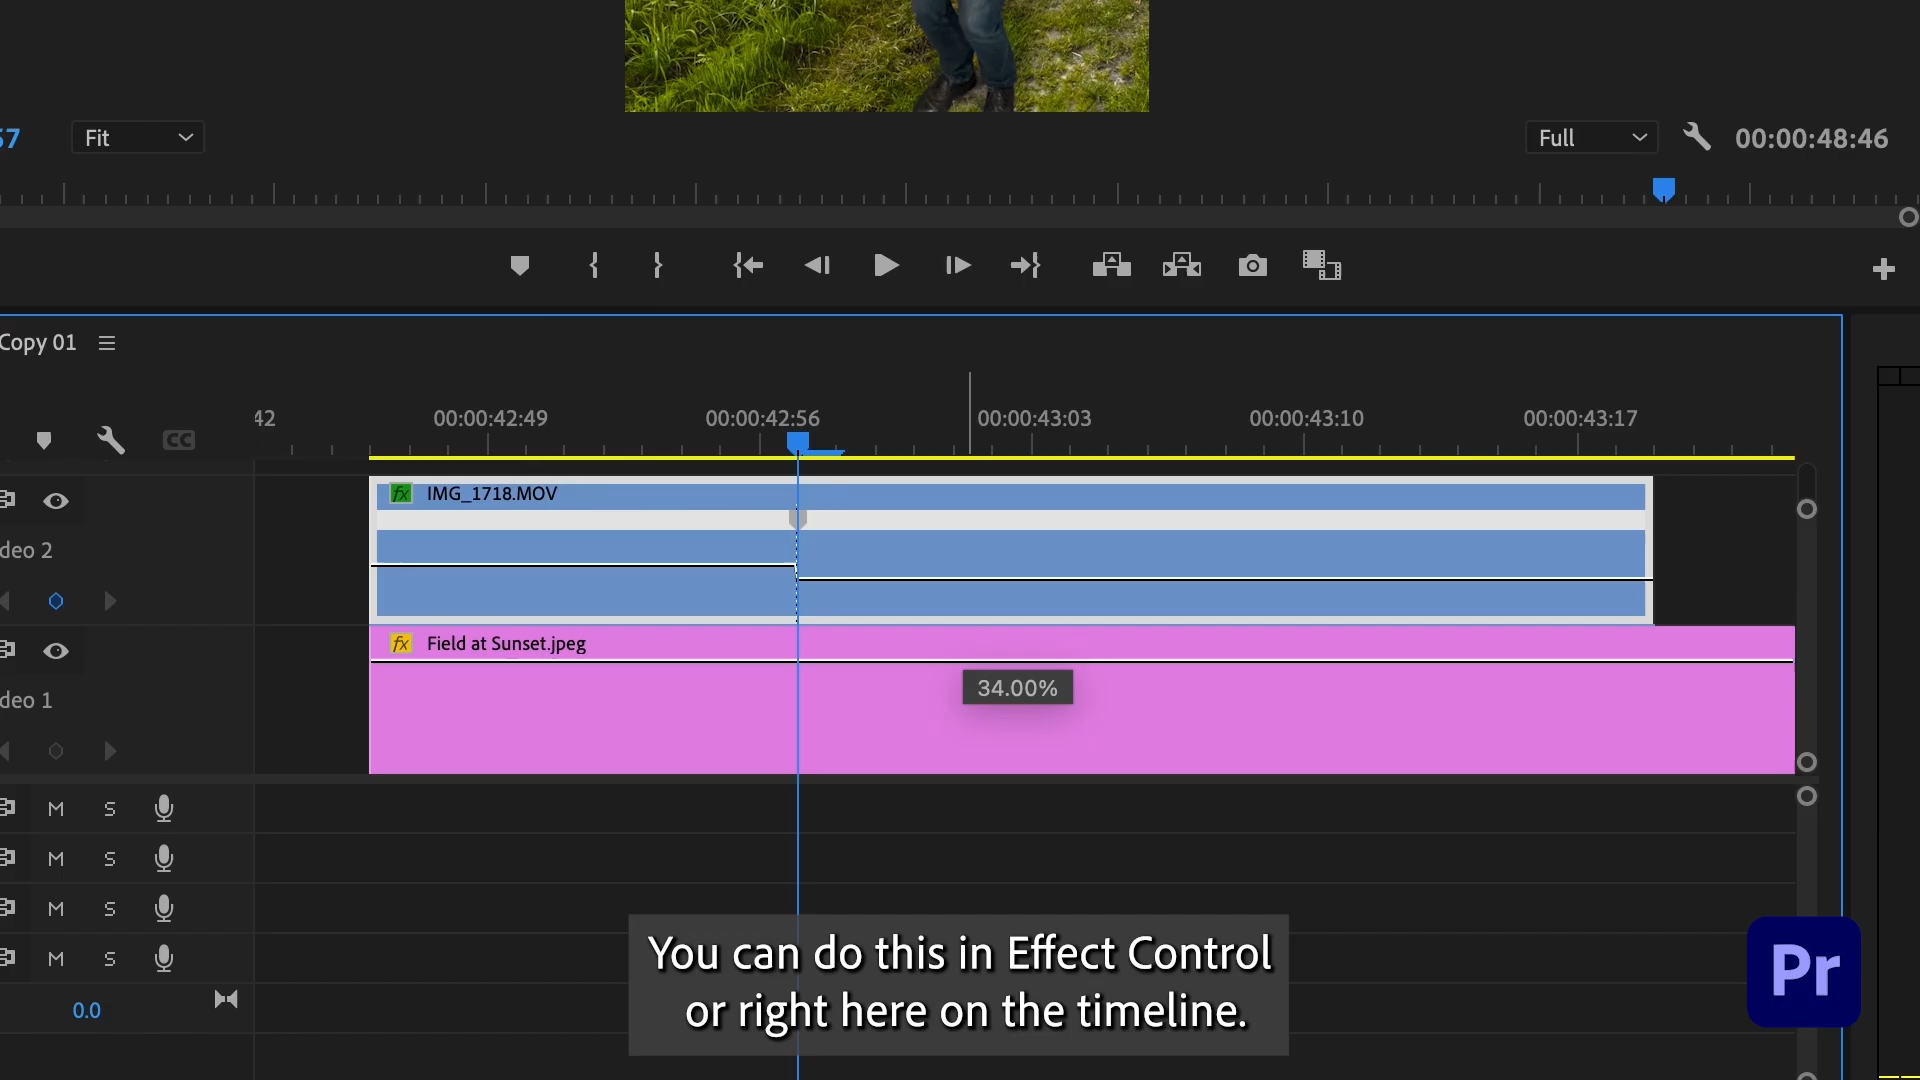 57
Fit
Full
00:00:48:46
Copy 01
42
00:00:42:49
00:00:42:56
00:00:43:03
00:00:43:10
00:00:43:17
CC
fx IMG_1718.MOV
deo 2
fx Field at Sunset.jpeg
34.00%
deo 1
M S
M S
M S
M S
0.0
You can do this in Effect Control
or right here on the timeline.
Pr